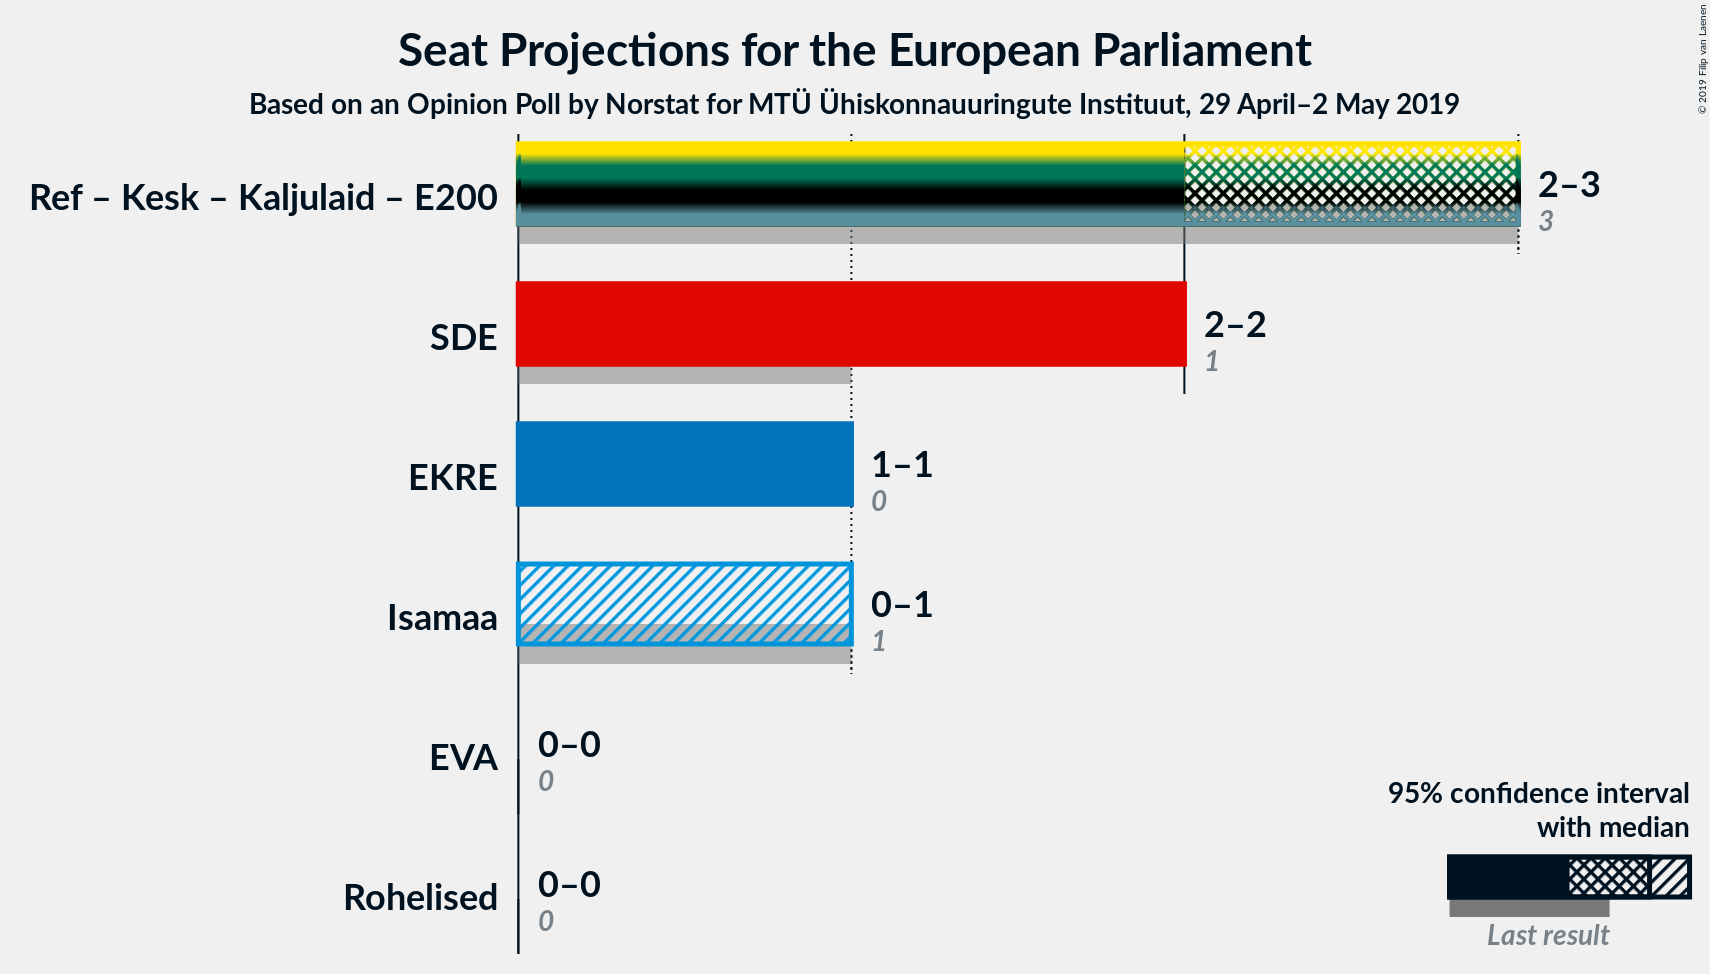 Seat Projections for the European Parliament
Based on an Opinion Poll by Norstat for MTÜ Ühiskonnauuringute Instituut, 29 April–2 May 2019
© 2019 Filip van Laenen
Ref – Kesk – Kaljulaid – E200
2–3
3
SDE
2–2
1
EKRE
1–1
0
Isamaa
0–1
1
EVA
0–0
0
Rohelised
0–0
0
95% confidence interval
with median
Last result